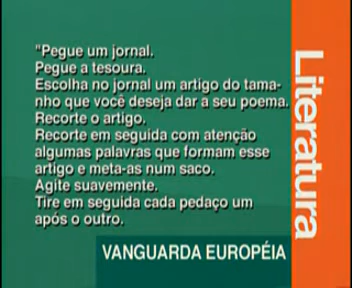 "Pegue um jornal.
Pegue a tesoura.
Escolha no jornal um artigo do tama-
nho que você deseja dar a seu poema.
Recorte o artigo.
Recorte em seguida com atenção
algumas palavras que formam esse
artigo e meta-as num saco.
Agite suavemente.
Tire em seguida cada pedaço um
após o outro.
VANGUARDA EUROPÉIA
Literatura